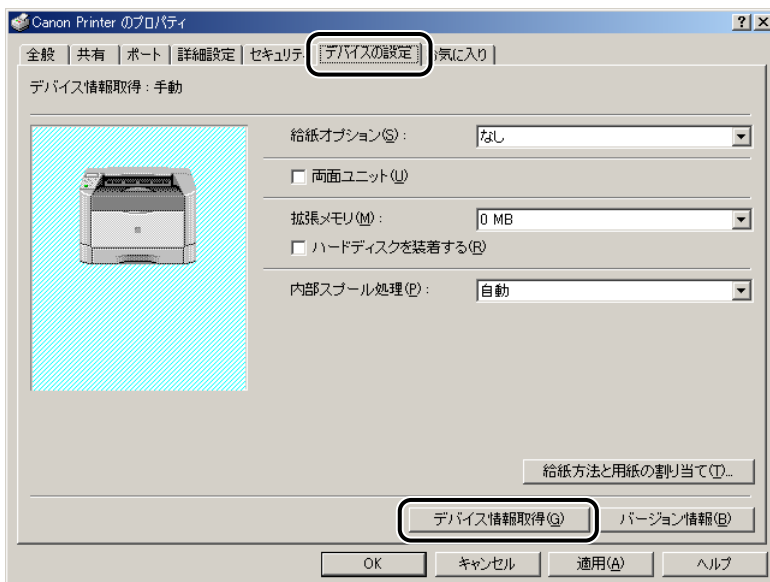 Canon Printer のプロパティ
全般 共有 ポート 詳細設定 セキュリテ デバイスの設定 気に入り
デバイス情報取得 : 手動
給紙オプション(S) : なし
両面ユニット(U)
拡張メモリ(M) : 0 MB
ハードディスクを装着する(R)
内部スプール処理(P) : 自動
給紙方法と用紙の割り当て(T)...
デバイス情報取得(G) バージョン情報(B)
OK キャンセル 適用(A) ヘルプ